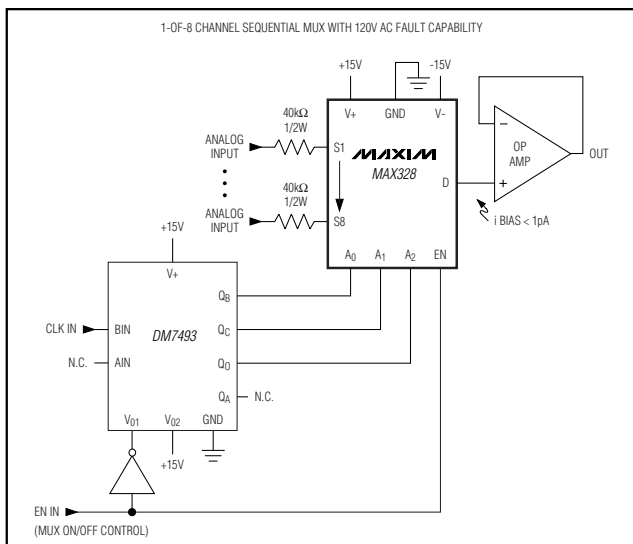 1-OF-8 CHANNEL SEQUENTIAL MUX WITH 120V AC FAULT CAPABILITY
+15V
-15V
V+
GND
V-
40kΩ
1/2W
ANALOG
INPUT
S1
MAXIM
MAX328
D
OP
AMP
−
+
OUT
i BIAS < 1pA
40kΩ
1/2W
ANALOG
INPUT
S8
A0
A1
A2
EN
+15V
V+
DM7493
CLK IN
BIN
N.C.
AIN
QB
QC
QO
QA
N.C.
V01
V02
GND
+15V
EN IN
(MUX ON/OFF CONTROL)